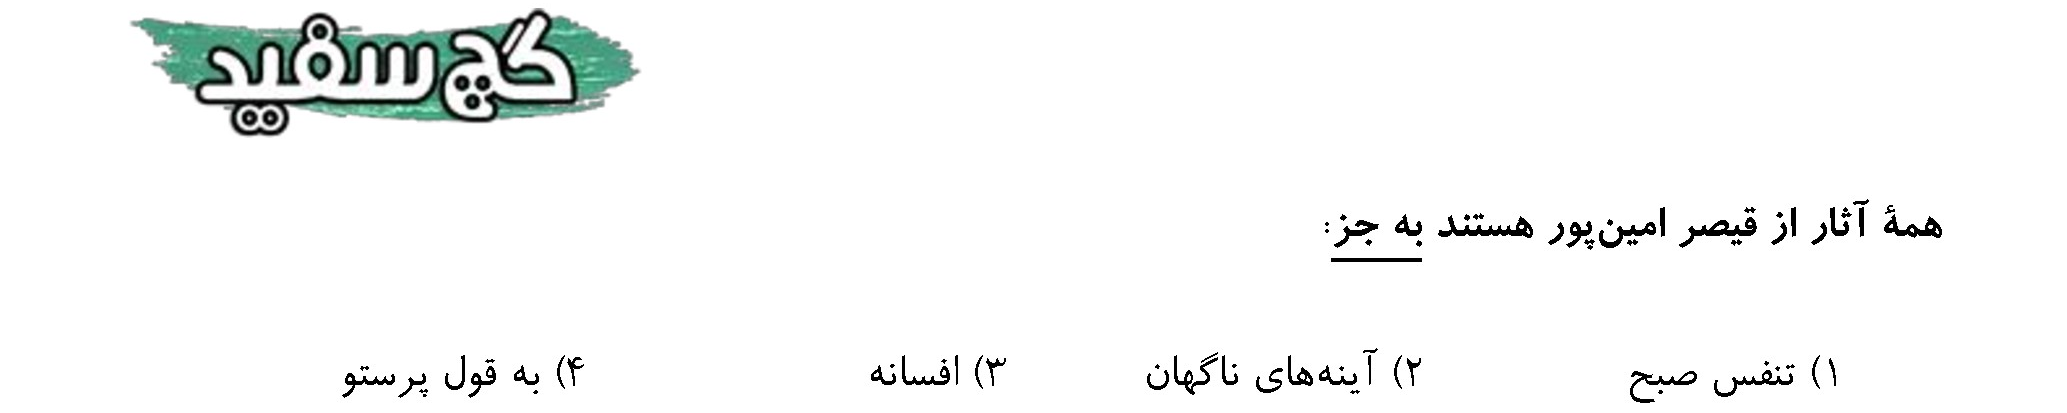 گچ سفید
همهٔ آثار از قیصر امین‌پور هستند به جز:
۱) تنفس صبح ۲) آینه‌های ناگهان ۳) افسانه ۴) به قول پرستو